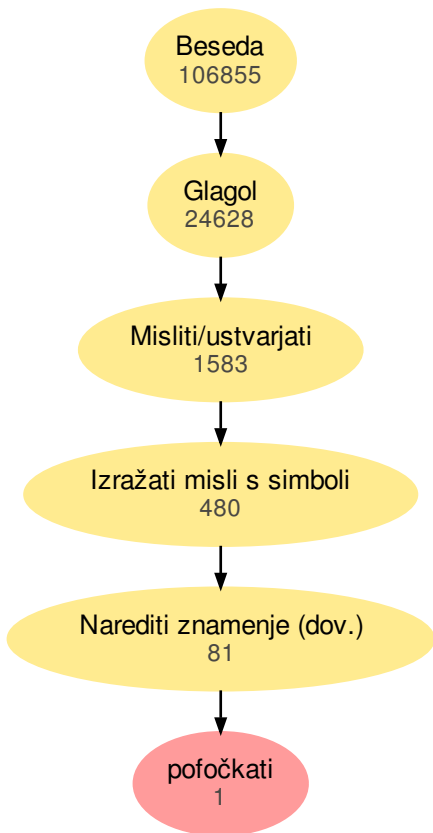 Beseda
106855
Glagol
24628
Misliti/ustvarjati
1583
Izražati misli s simboli
480
Narediti znamenje (dov.)
81
pofočkati
1